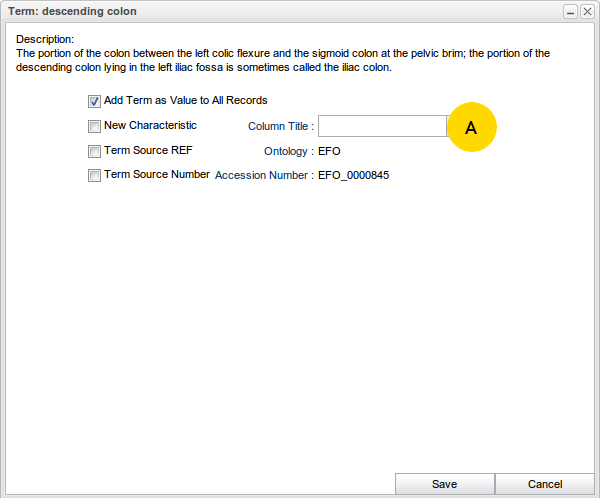 Term: descending colon
Description:
The portion of the colon between the left colic flexure and the sigmoid colon at the pelvic brim; the portion of the
descending colon lying in the left iliac fossa is sometimes called the iliac colon.
Add Term as Value to All Records
New Characteristic Column Title : A
Term Source REF Ontology : EFO
Term Source Number Accession Number : EFO_0000845
Save Cancel